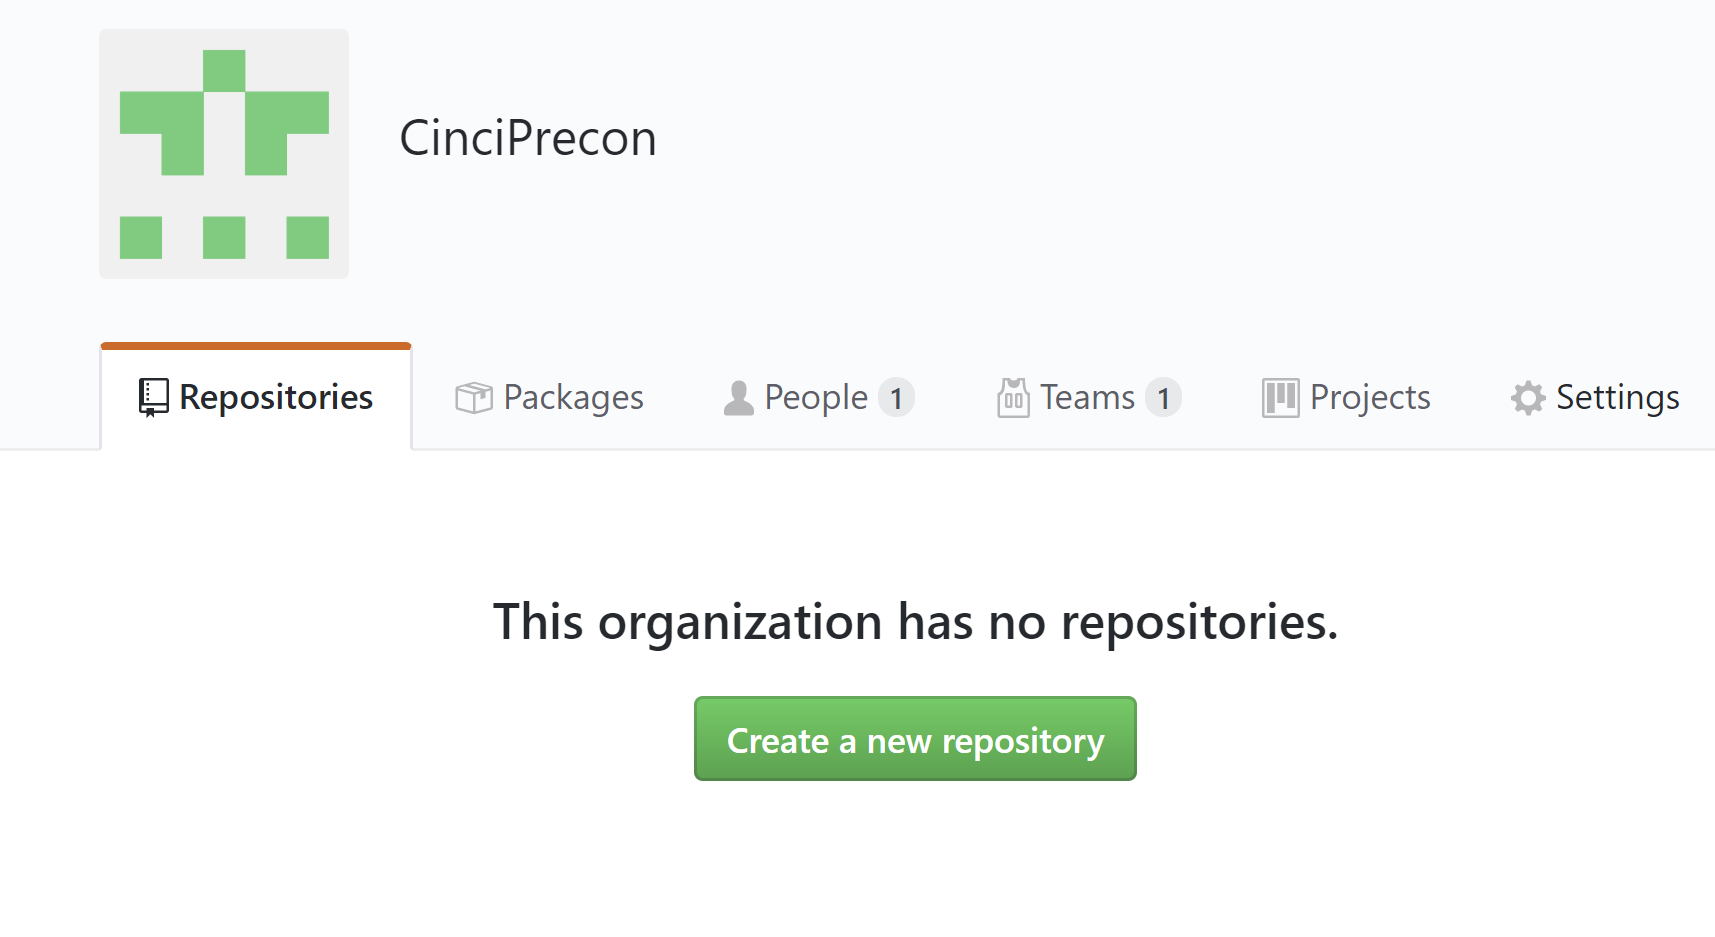 CinciPrecon
Repositories Packages People 1 Teams 1 Projects Settings
This organization has no repositories.
Create a new repository